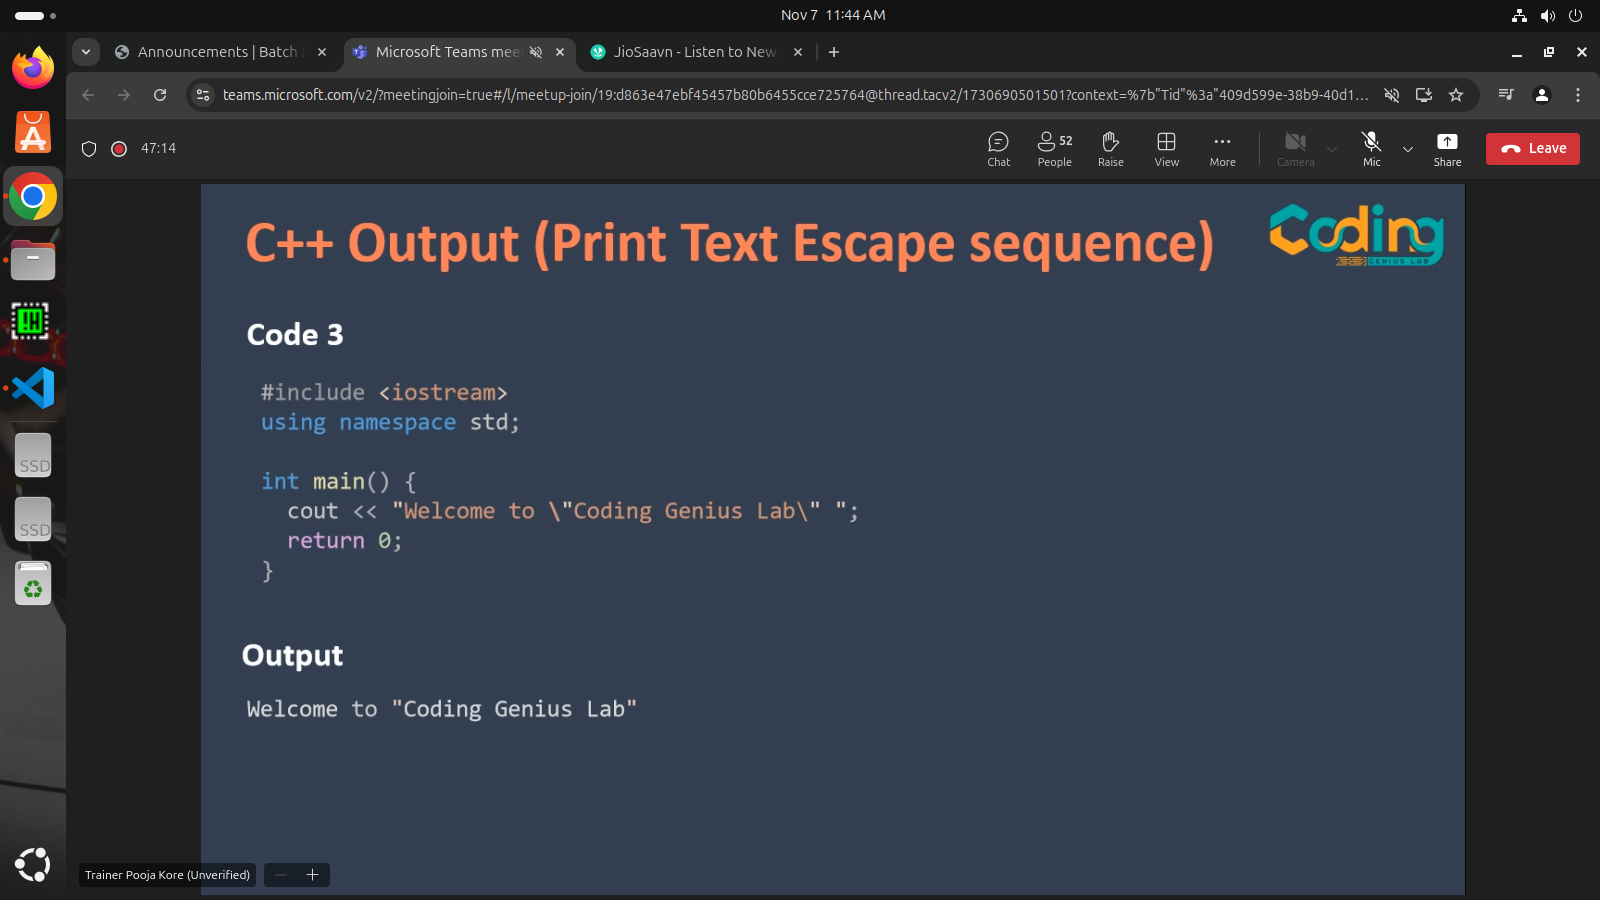 Nov 7 11:44 AM
Announcements | Batch
Microsoft Teams mee
JioSaavn - Listen to New
teams.microsoft.com/v2/?meetingjoin=true#/l/meetup-join/19:d863e47ebf45457b80b6455cce725764@thread.tacv2/1730690501501?context=%7b"Tid"%3a"409d599e-38b9-40d1...
47:14
Chat
52
People
Raise
View
More
Camera
Mic
Share
Leave
C++ Output (Print Text Escape sequence)
Coding
GENIUS LAB
Code 3
#include <iostream>
using namespace std;
int main() {
cout << "Welcome to \"Coding Genius Lab\" ";
return 0;
}
Output
Welcome to "Coding Genius Lab"
SSD
SSD
Trainer Pooja Kore (Unverified)